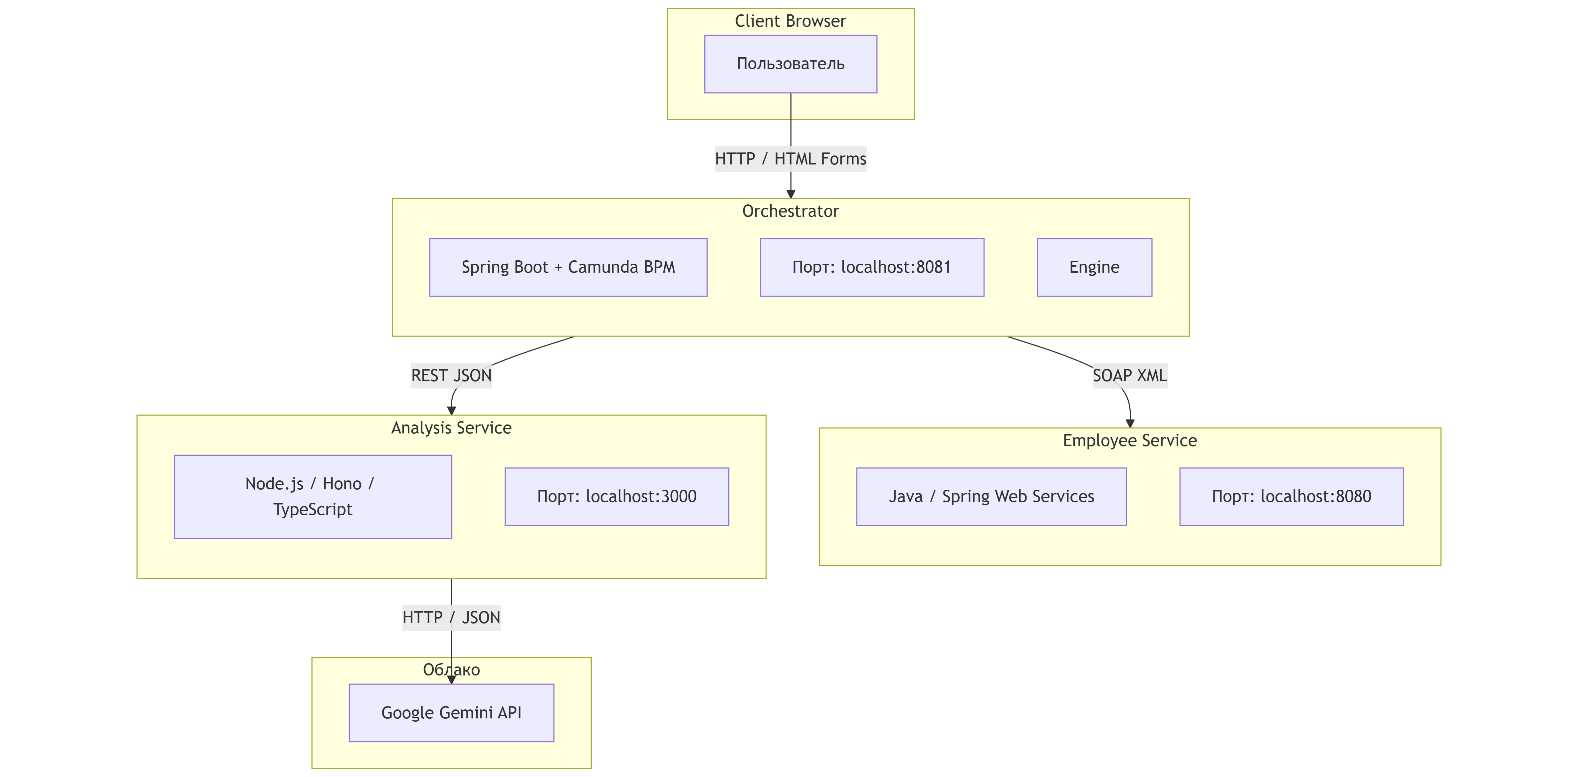 Client Browser
Пользователь
HTTP / HTML Forms
Orchestrator
Spring Boot + Camunda BPM
Порт: localhost:8081
Engine
REST JSON
SOAP XML
Analysis Service
Node.js / Hono /
TypeScript
Порт: localhost:3000
Employee Service
Java / Spring Web Services
Порт: localhost:8080
HTTP / JSON
Облако
Google Gemini API